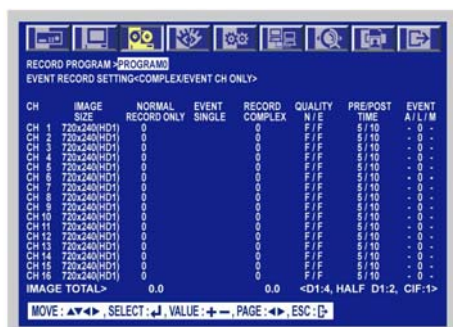 RECORD PROGRAM >PROGRAM0
EVENT RECORD SETTING<COMPLEX/EVENT CH ONLY>
CH IMAGE SIZE NORMAL RECORD ONLY EVENT SINGLE RECORD COMPLEX QUALITY N / E PRE/POST TIME EVENT A / L / M
CH 1 720x240(HD1) 0 0 F / F 5 / 10 - 0 -
CH 2 720x240(HD1) 0 0 F / F 5 / 10 - 0 -
CH 3 720x240(HD1) 0 0 F / F 5 / 10 - 0 -
CH 4 720x240(HD1) 0 0 F / F 5 / 10 - 0 -
CH 5 720x240(HD1) 0 0 F / F 5 / 10 - 0 -
CH 6 720x240(HD1) 0 0 F / F 5 / 10 - 0 -
CH 7 720x240(HD1) 0 0 F / F 5 / 10 - 0 -
CH 8 720x240(HD1) 0 0 F / F 5 / 10 - 0 -
CH 9 720x240(HD1) 0 0 F / F 5 / 10 - 0 -
CH 10 720x240(HD1) 0 0 F / F 5 / 10 - 0 -
CH 11 720x240(HD1) 0 0 F / F 5 / 10 - 0 -
CH 12 720x240(HD1) 0 0 F / F 5 / 10 - 0 -
CH 13 720x240(HD1) 0 0 F / F 5 / 10 - 0 -
CH 14 720x240(HD1) 0 0 F / F 5 / 10 - 0 -
CH 15 720x240(HD1) 0 0 F / F 5 / 10 - 0 -
CH 16 720x240(HD1) 0 0 F / F 5 / 10 - 0 -
IMAGE TOTAL> 0.0 0.0 <D1:4, HALF D1:2, CIF:1>
MOVE : ▲▼◄► , SELECT : ↲ , VALUE : + – , PAGE : ◄► , ESC :